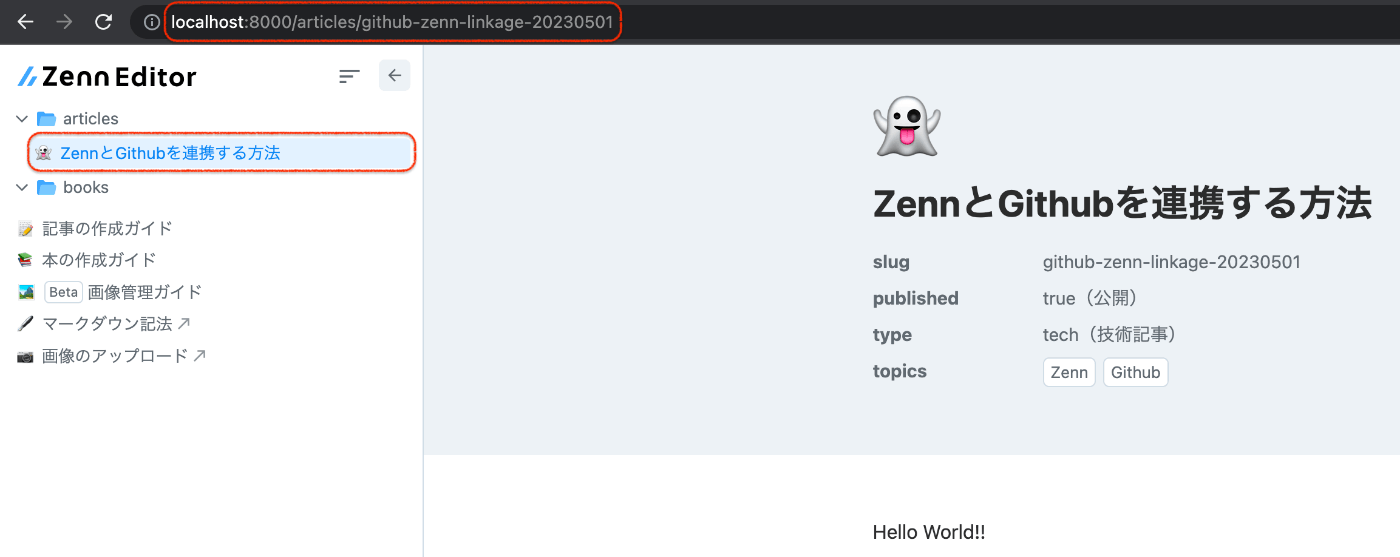 localhost:8000/articles/github-zenn-linkage-20230501
Zenn Editor
articles
ZennとGithubを連携する方法
books
記事の作成ガイド
本の作成ガイド
Beta 画像管理ガイド
マークダウン記法
画像のアップロード
ZennとGithubを連携する方法
slug github-zenn-linkage-20230501
published true（公開）
type tech（技術記事）
topics Zenn Github
Hello World!!